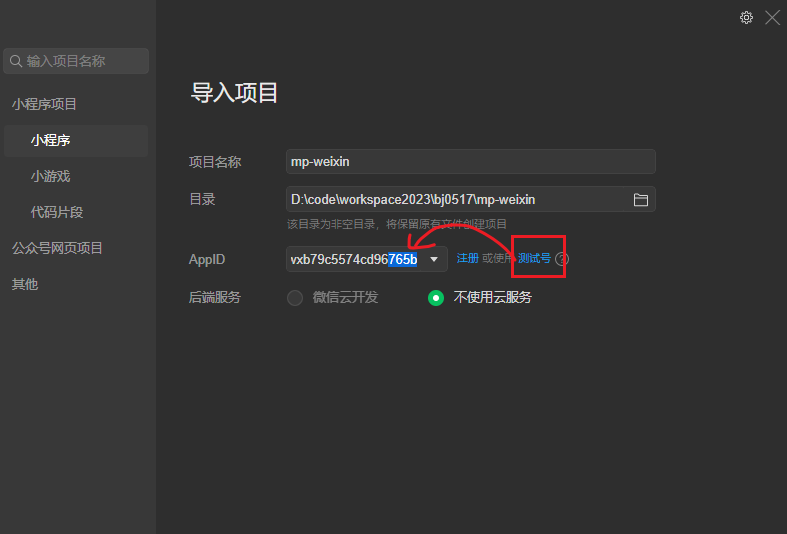 输入项目名称
小程序项目
小程序
小游戏
代码片段
公众号网页项目
其他
导入项目
项目名称 mp-weixin
目录 D:\code\workspace2023\bj0517\mp-weixin
该目录为非空目录，将保留原有文件创建项目
AppID vxb79c5574cd96765b 注册 或使用 测试号 ?
后端服务 微信云开发 不使用云服务